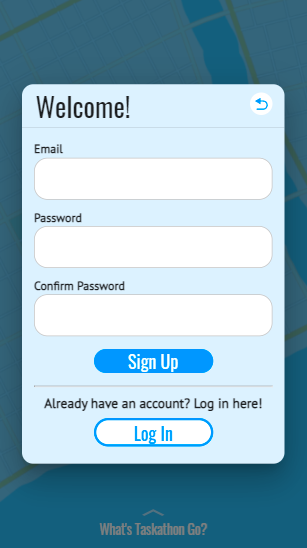 Welcome!
Email
Password
Confirm Password
Sign Up
Already have an account? Log in here!
Log In
What's Taskathon Go?